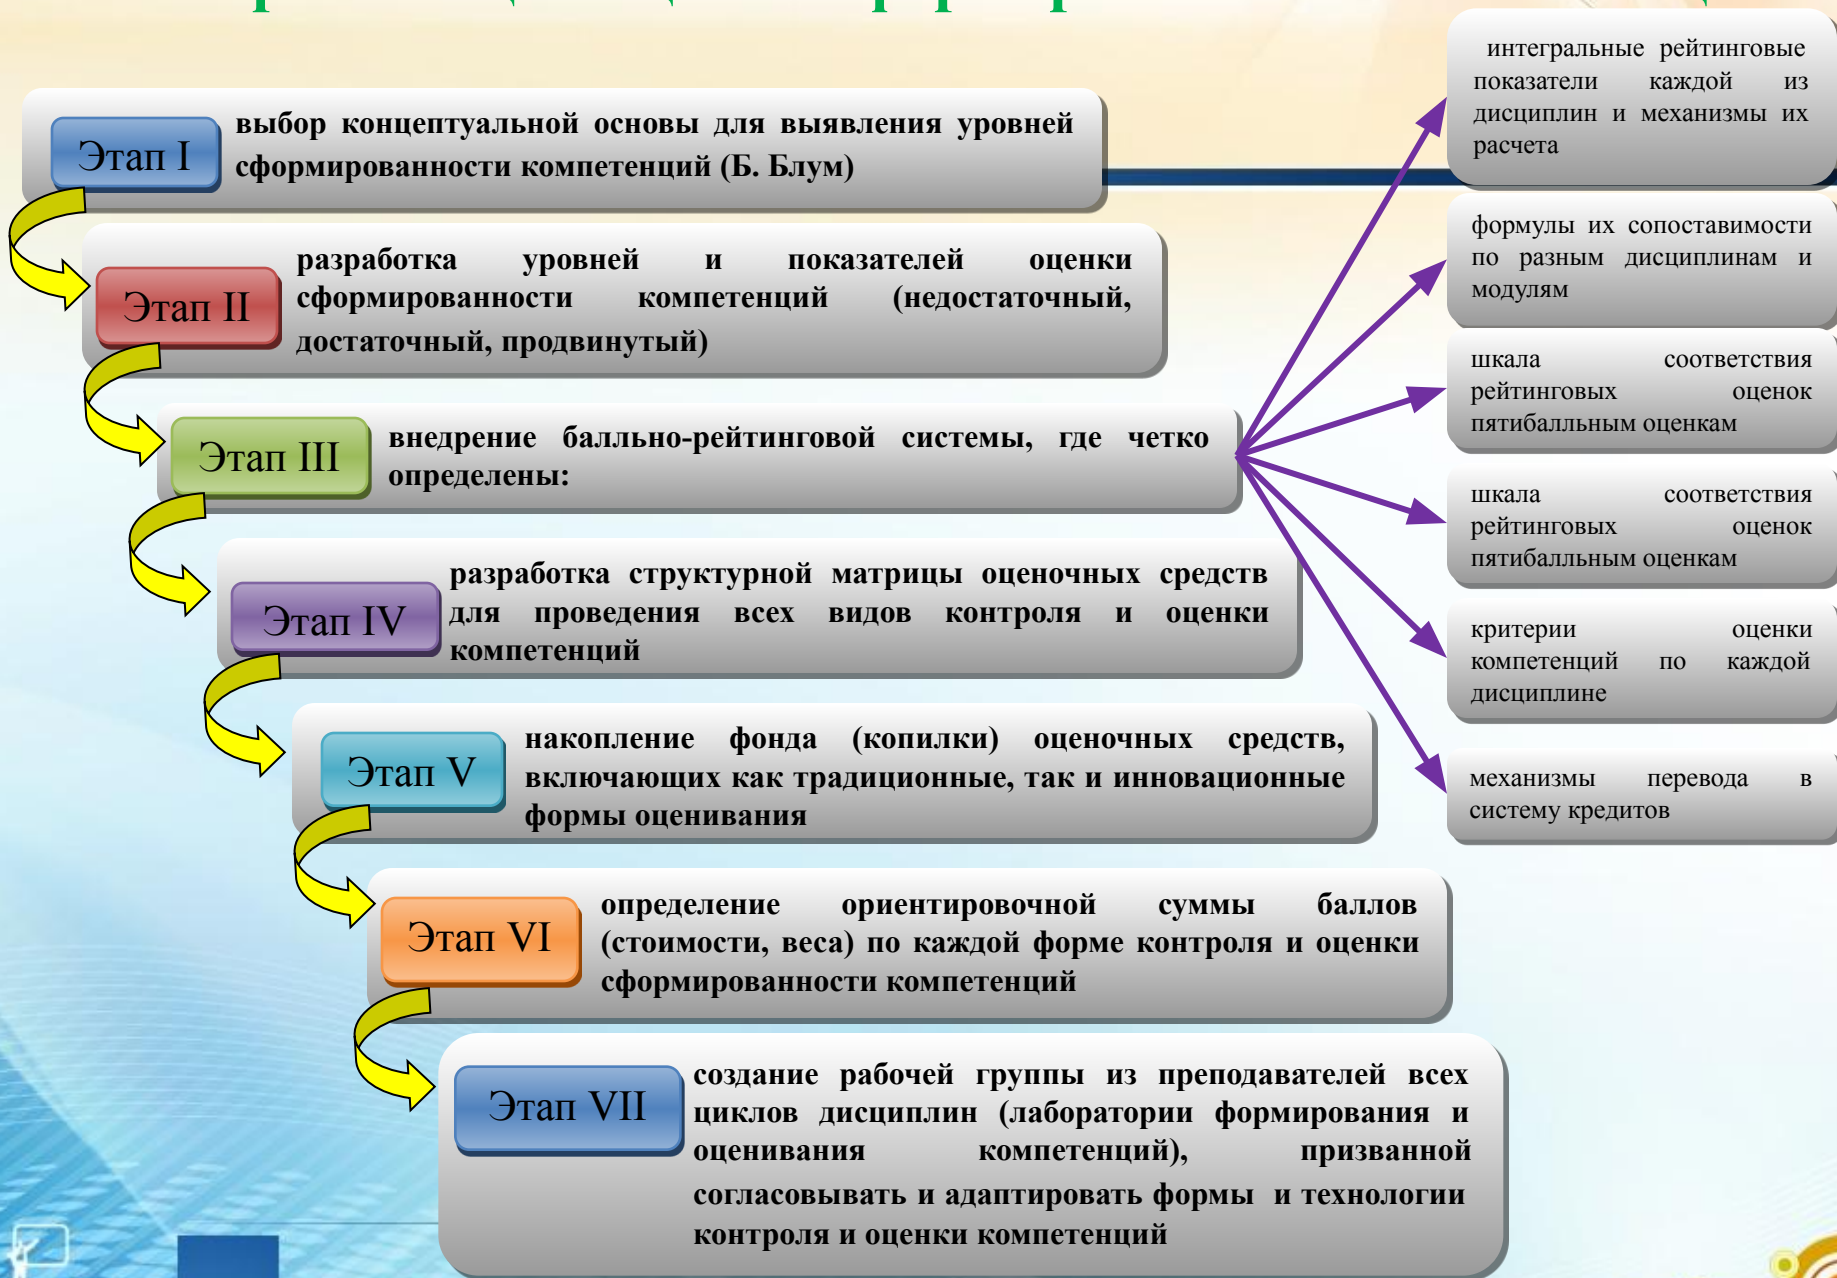 Этап I
выбор концептуальной основы для выявления уровней
сформированности компетенций (Б. Блум)
Этап II
разработка уровней и показателей оценки
сформированности компетенций (недостаточный,
достаточный, продвинутый)
Этап III
внедрение балльно-рейтинговой системы, где четко
определены:
Этап IV
разработка структурной матрицы оценочных средств
для проведения всех видов контроля и оценки
компетенций
Этап V
накопление фонда (копилки) оценочных средств,
включающих как традиционные, так и инновационные
формы оценивания
Этап VI
определение ориентировочной суммы баллов
(стоимости, веса) по каждой форме контроля и оценки
сформированности компетенций
Этап VII
создание рабочей группы из преподавателей всех
циклов дисциплин (лаборатории формирования и
оценивания компетенций), призванной
согласовывать и адаптировать формы и технологии
контроля и оценки компетенций
интегральные рейтинговые
показатели каждой из
дисциплин и механизмы их
расчета
формулы их сопоставимости
по разным дисциплинам и
модулям
шкала соответствия
рейтинговых оценок
пятибалльным оценкам
шкала соответствия
рейтинговых оценок
пятибалльным оценкам
критерии оценки
компетенций по каждой
дисциплине
механизмы перевода в
систему кредитов